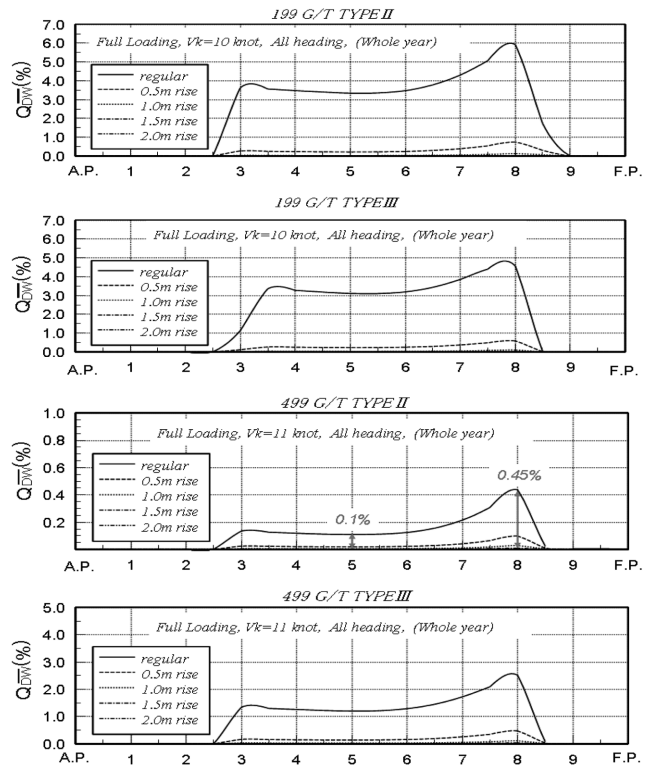 199 G/T TYPE II
Q̅DW(%)
7.0
6.0
5.0
4.0
3.0
2.0
1.0
0.0
Full Loading, Vk=10 knot, All heading, (Whole year)
regular
0.5m rise
1.0m rise
1.5m rise
2.0m rise
A.P. 1 2 3 4 5 6 7 8 9 F.P.
199 G/T TYPE III
Q̅DW(%)
7.0
6.0
5.0
4.0
3.0
2.0
1.0
0.0
Full Loading, Vk=10 knot, All heading, (Whole year)
regular
0.5m rise
1.0m rise
1.5m rise
2.0m rise
A.P. 1 2 3 4 5 6 7 8 9 F.P.
499 G/T TYPE II
Q̅DW(%)
1.0
0.8
0.6
0.4
0.2
Full Loading, Vk=11 knot, All heading, (Whole year)
regular
0.5m rise
1.0m rise
1.5m rise
2.0m rise
0.1%
0.45%
A.P. 1 2 3 4 5 6 7 8 9 F.P.
499 G/T TYPE III
Q̅DW(%)
5.0
4.0
3.0
2.0
1.0
0.0
Full Loading, Vk=11 knot, All heading, (Whole year)
regular
0.5m rise
1.0m rise
1.5m rise
2.0m rise
A.P. 1 2 3 4 5 6 7 8 9 F.P.